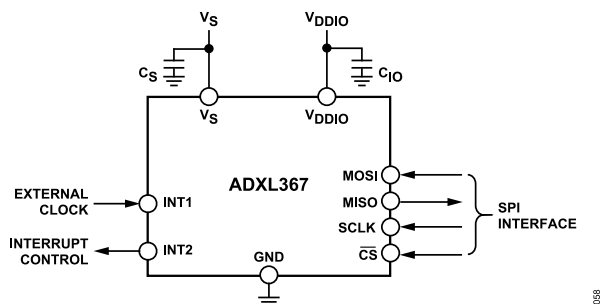 VS
VDDIO
CS
CIO
VS
VDDIO
ADXL367
MOSI
MISO
SCLK
CS
EXTERNAL
CLOCK
INT1
INTERRUPT
CONTROL
INT2
GND
SPI
INTERFACE
058